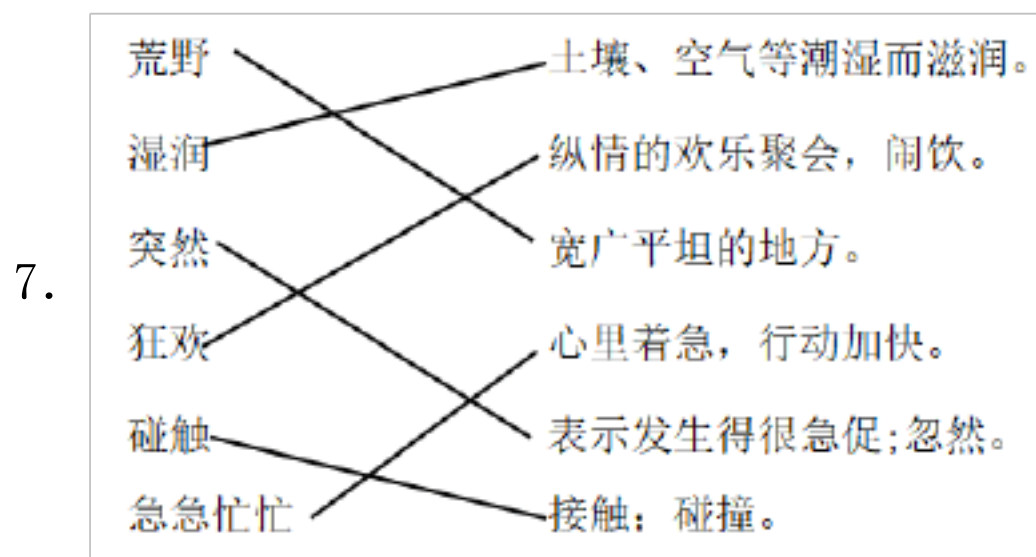 荒野 土壤、空气等潮湿而滋润。
湿润 纵情的欢乐聚会，闹饮。
突然 宽广平坦的地方。
7.
狂欢 心里着急，行动加快。
碰触 表示发生得很急促;忽然。
急急忙忙 接触；碰撞。